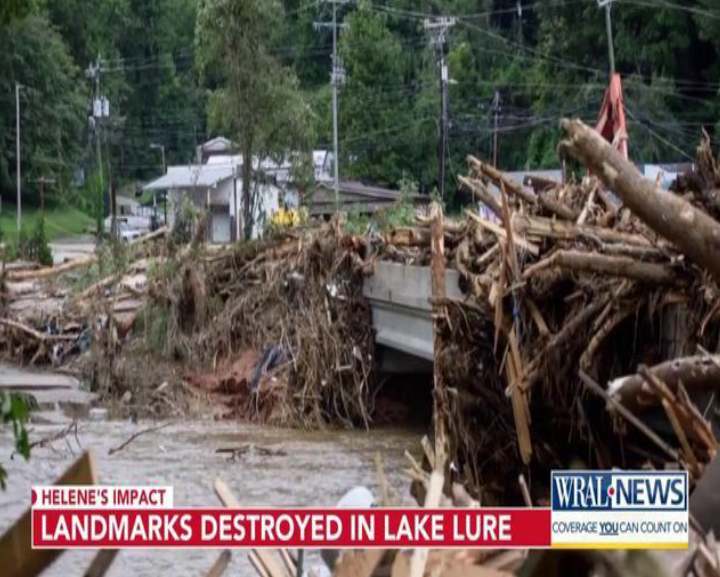 HELENE'S IMPACT
LANDMARKS DESTROYED IN LAKE LURE
WRAL NEWS
COVERAGE YOU CAN COUNT ON